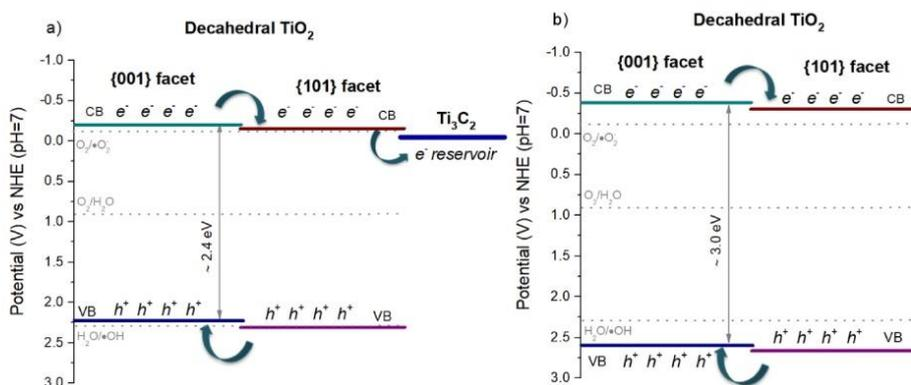 a)
Decahedral TiO₂
Potential (V) vs NHE (pH=7)
-1.0
-0.5
0.0
0.5
1.0
1.5
2.0
2.5
3.0
{001} facet
{101} facet
CB e⁻ e⁻ e⁻ e⁻
e⁻ e⁻ e⁻ e⁻ CB
Ti₃C₂
e⁻ reservoir
O₂/•O₂⁻
O₂/H₂O
~ 2.4 eV
VB h⁺ h⁺ h⁺ h⁺
h⁺ h⁺ h⁺ h⁺ VB
H₂O/•OH
b)
Decahedral TiO₂
Potential (V) vs NHE (pH=7)
-1.0
-0.5
0.0
0.5
1.0
1.5
2.0
2.5
3.0
{001} facet
{101} facet
CB e⁻ e⁻ e⁻ e⁻
e⁻ e⁻ e⁻ e⁻ CB
O₂/•O₂⁻
O₂/H₂O
~ 3.0 eV
H₂O/•OH
h⁺ h⁺ h⁺ h⁺ VB
VB h⁺ h⁺ h⁺ h⁺